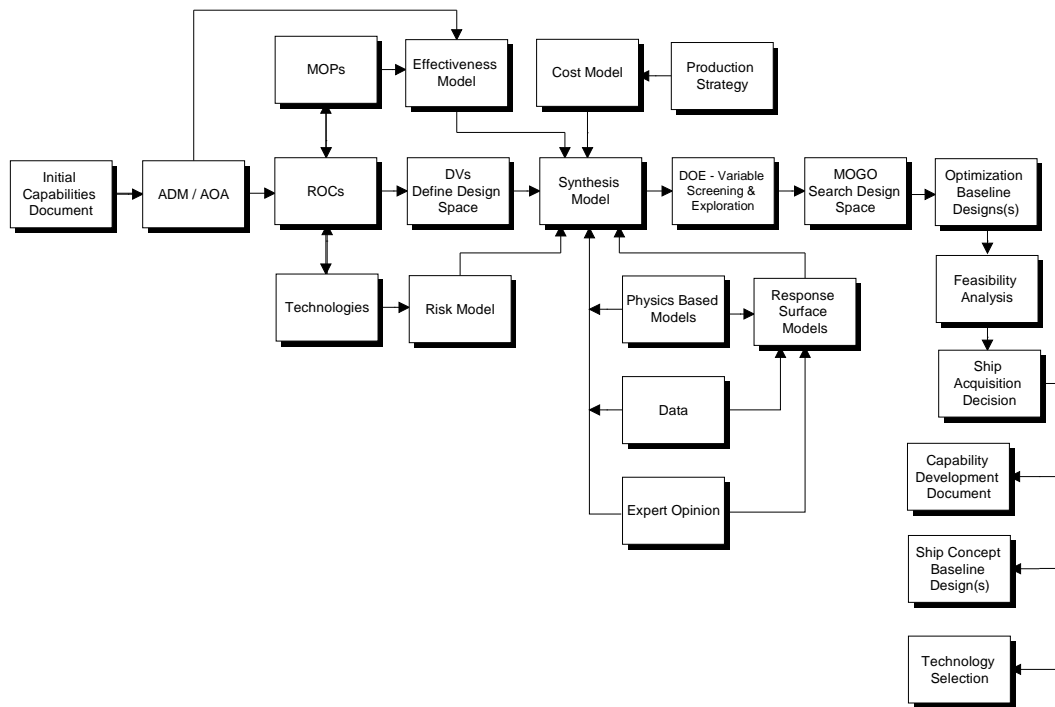 MOPs
Effectiveness
Model
Cost Model
Production
Strategy
Initial
Capabilities
Document
ADM / AOA
ROCs
DVs
Define Design
Space
Synthesis
Model
DOE - Variable
Screening &
Exploration
MOGO
Search Design
Space
Optimization
Baseline
Designs(s)
Technologies
Risk Model
Physics Based
Models
Response
Surface
Models
Feasibility
Analysis
Ship
Acquisition
Decision
Data
Expert Opinion
Capability
Development
Document
Ship Concept
Baseline
Design(s)
Technology
Selection